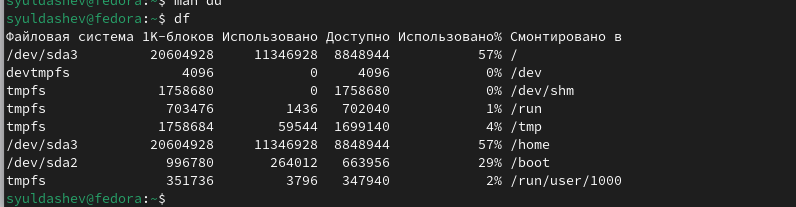 syuldashev@fedora:~$ man du
syuldashev@fedora:~$ df
Файловая система 1K-блоков Использовано Доступно Использовано% Смонтировано в
/dev/sda3 20604928 11346928 8848944 57% /
devtmpfs 4096 0 4096 0% /dev
tmpfs 1758680 0 1758680 0% /dev/shm
tmpfs 703476 1436 702040 1% /run
tmpfs 1758684 59544 1699140 4% /tmp
/dev/sda3 20604928 11346928 8848944 57% /home
/dev/sda2 996780 264012 663956 29% /boot
tmpfs 351736 3796 347940 2% /run/user/1000
syuldashev@fedora:~$